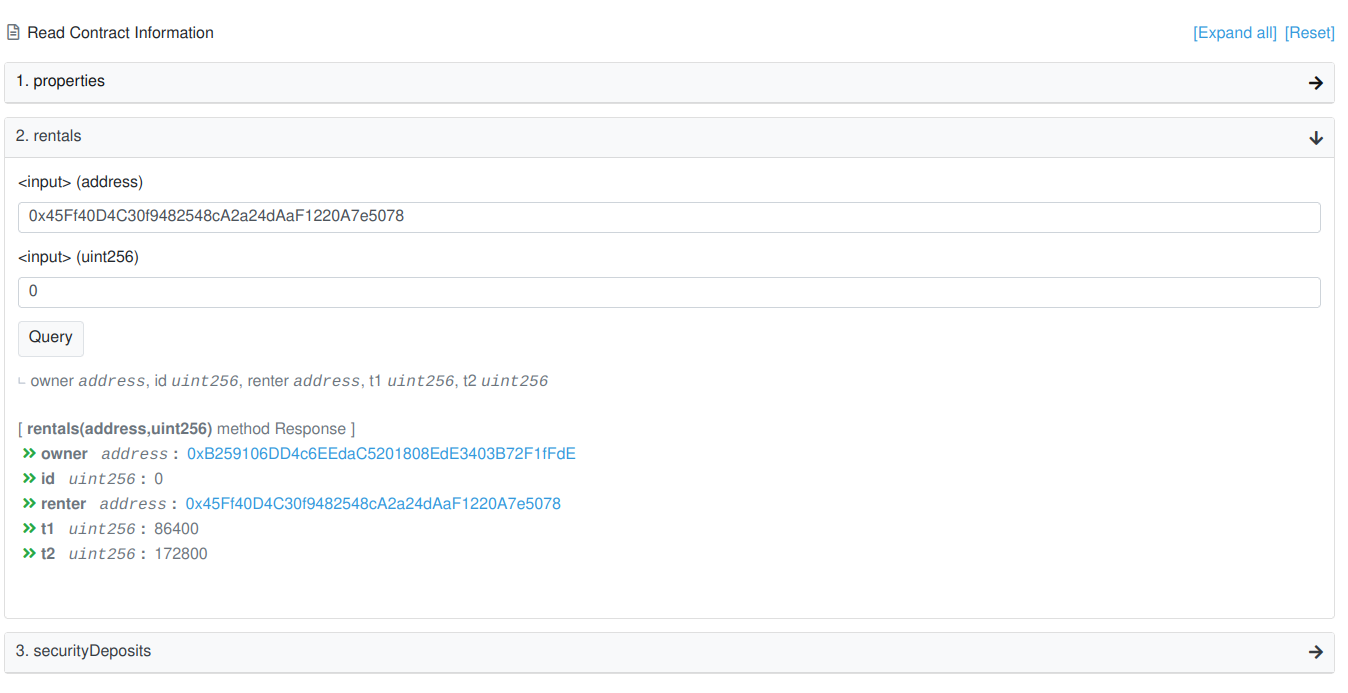 Read Contract Information [Expand all] [Reset]
1. properties
2. rentals
<input> (address)
0x45Ff40D4C30f9482548cA2a24dAaF1220A7e5078
<input> (uint256)
0
Query
owner address, id uint256, renter address, t1 uint256, t2 uint256
[ rentals(address,uint256) method Response ]
owner address : 0xB259106DD4c6EEdaC5201808EdE3403B72F1fFdE
id uint256 : 0
renter address : 0x45Ff40D4C30f9482548cA2a24dAaF1220A7e5078
t1 uint256 : 86400
t2 uint256 : 172800
3. securityDeposits